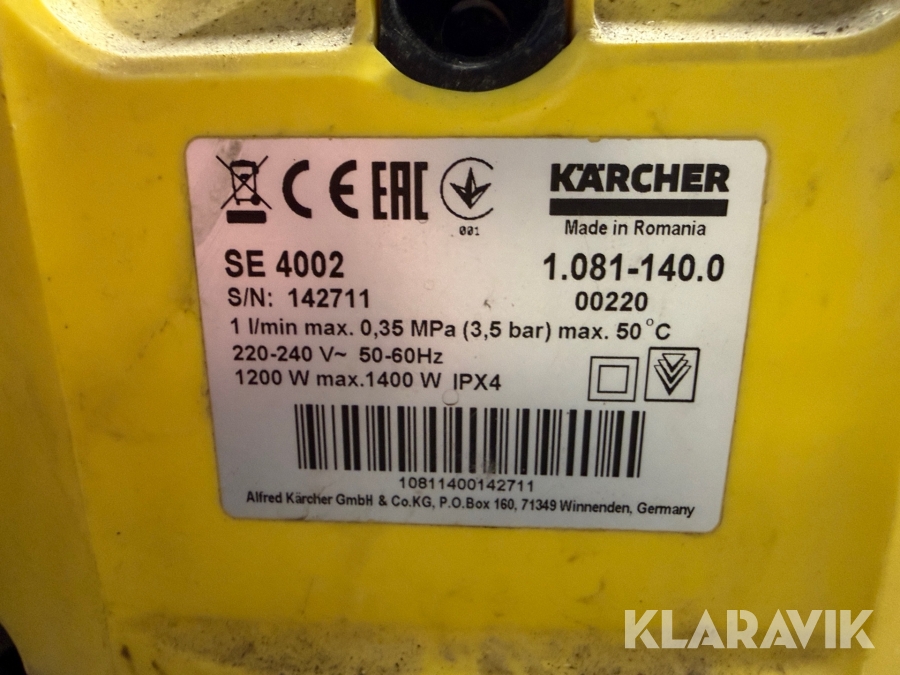 CE EAC
001
KÄRCHER
Made in Romania
SE 4002
1.081-140.0
S/N: 142711
00220
1 l/min max. 0,35 MPa (3,5 bar) max. 50°C
220-240 V~ 50-60Hz
1200 W max.1400 W IPX4
10811400142711
Alfred Kärcher GmbH & Co.KG, P.O.Box 160, 71349 Winnenden, Germany
KLARAVIK